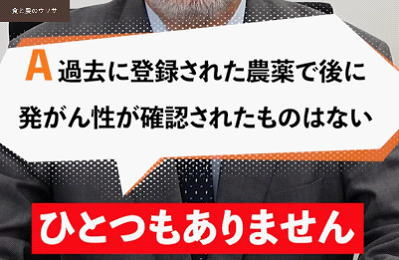 食と農のウソホ
A 過去に登録された農薬で後に
発がん性が確認されたものはない
ひとつもありません